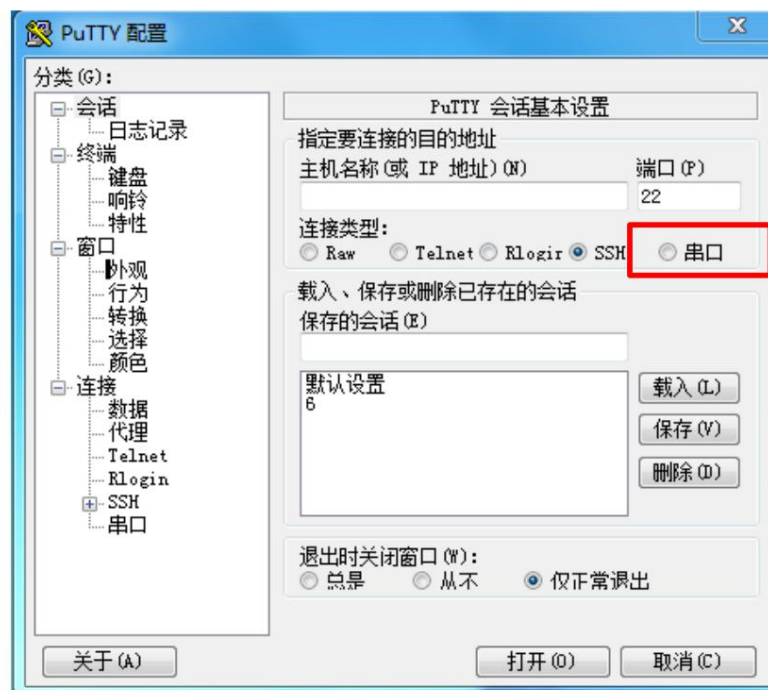 PuTTY 配置
X
分类(G):
会话
日志记录
终端
键盘
响铃
特性
窗口
外观
行为
转换
选择
颜色
连接
数据
代理
Telnet
Rlogin
SSH
串口
PuTTY 会话基本设置
指定要连接的目的地址
主机名称(或 IP 地址)(N) 端口(P)
22
连接类型:
Raw Telnet Rlogir SSH 串口
载入、保存或删除已存在的会话
保存的会话(E)
默认设置
6
载入(L)
保存(V)
删除(D)
退出时关闭窗口(W):
总是 从不 仅正常退出
关于(A) 打开(O) 取消(C)